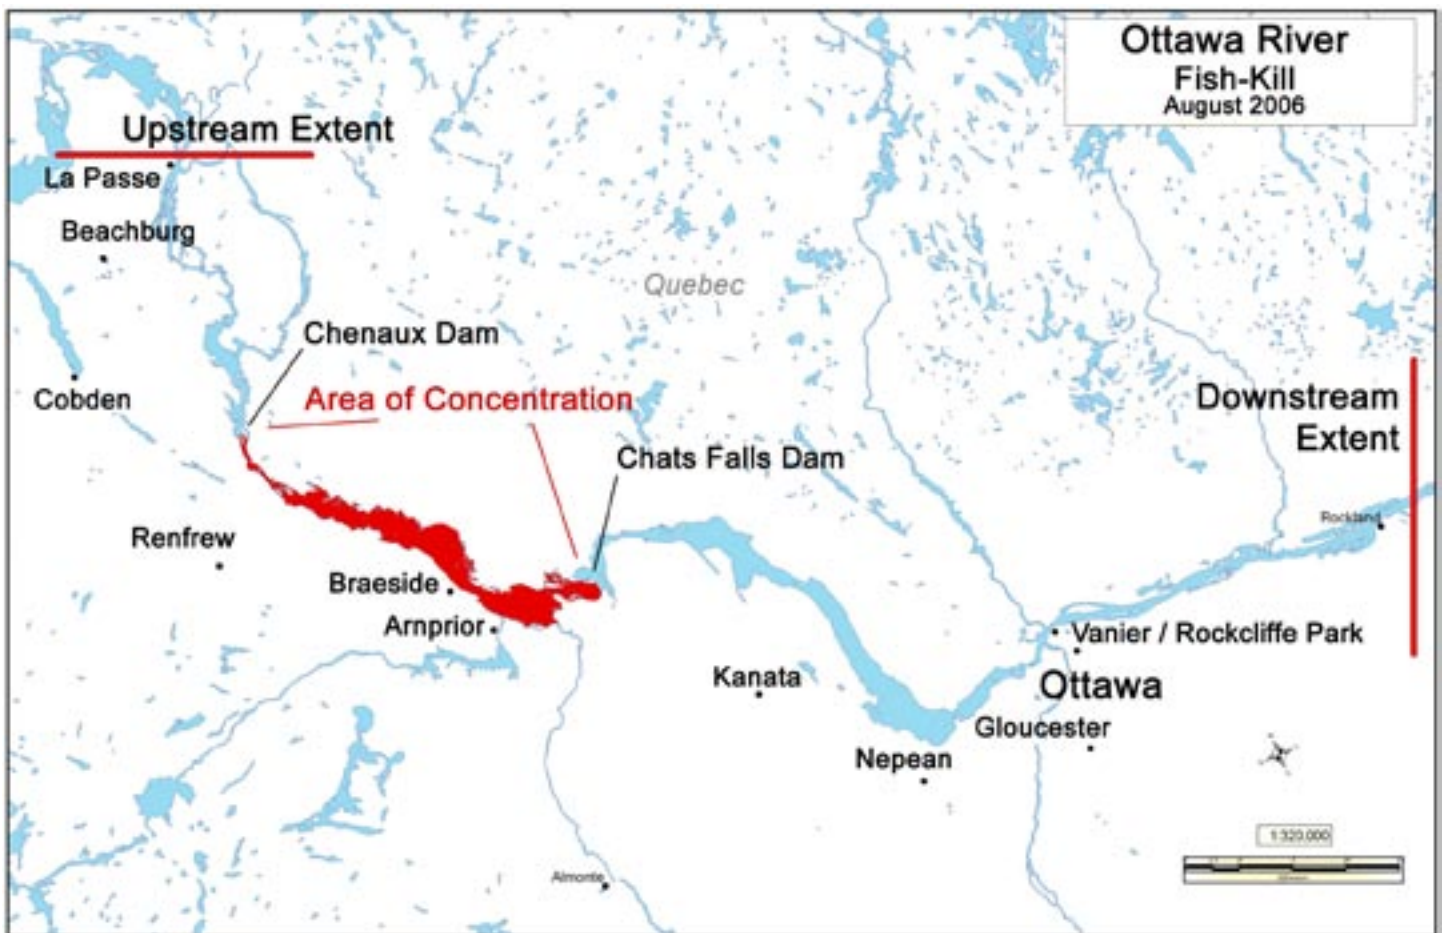 Ottawa River
Fish-Kill
August 2006
Upstream Extent
La Passe
Beachburg
Quebec
Chenaux Dam
Cobden
Area of Concentration
Downstream
Extent
Chats Falls Dam
Rockland
Renfrew
Braeside
Arnprior
Vanier / Rockcliffe Park
Kanata
Ottawa
Gloucester
Nepean
1:320,000
Almonte